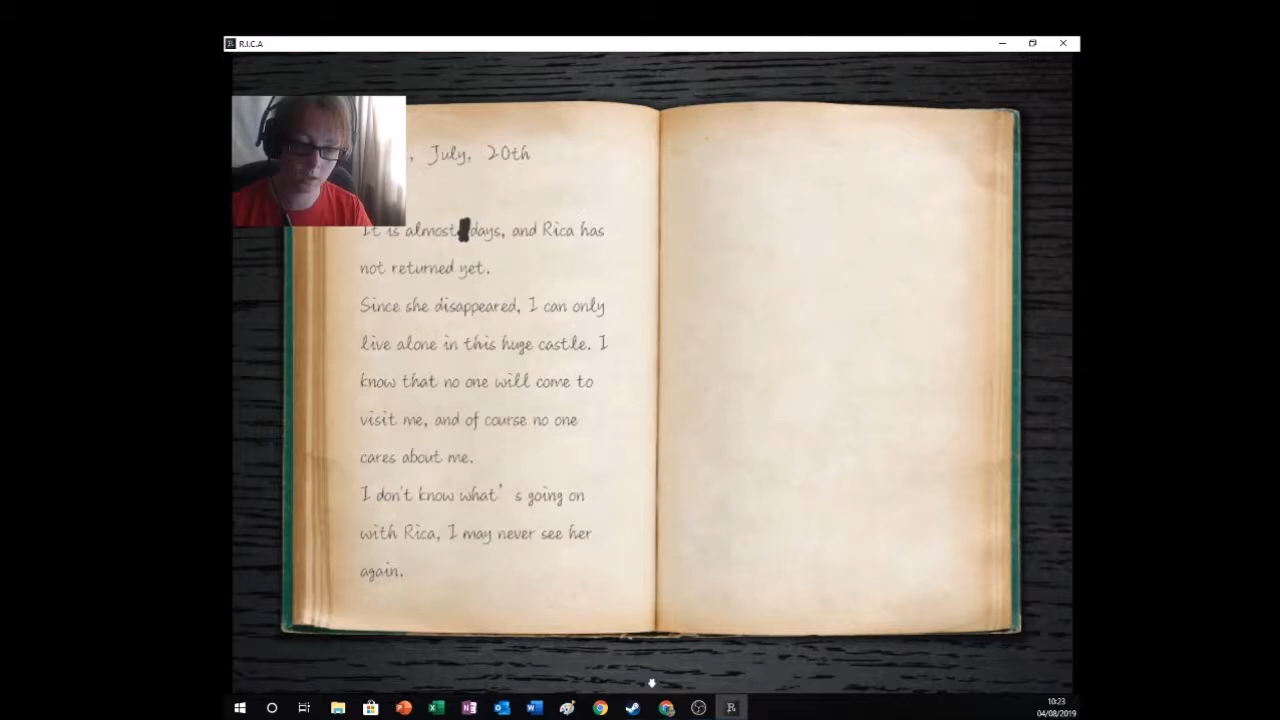 R.I.C.A
, July, 20th
It is almost days, and Rica has
not returned yet.
Since she disappeared, I can only
live alone in this huge castle. I
know that no one will come to
visit me, and of course no one
cares about me.
I don't know what's going on
with Rica, I may never see her
again.
10:23
04/08/2019